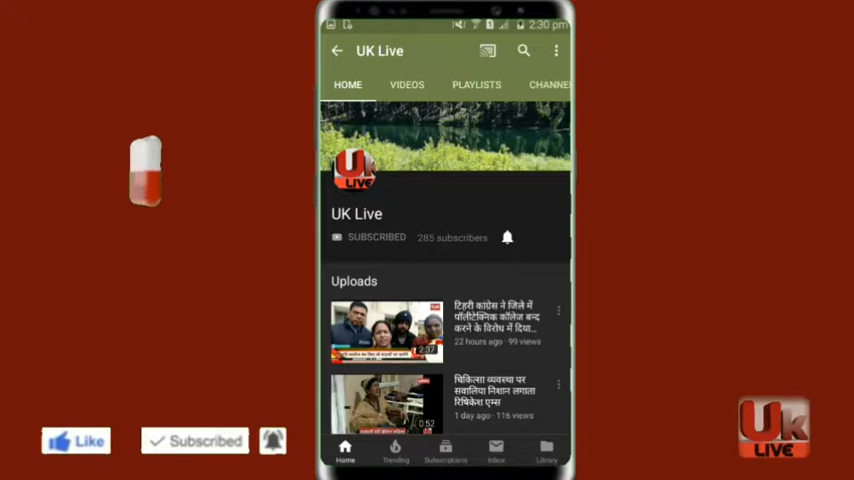 2:30 pm
UK Live
HOME VIDEOS PLAYLISTS CHANNE
Uk
LIVE
UK Live
SUBSCRIBED 285 subscribers
Uploads
टिहरी कांग्रेस ने जिले में
पॉलीटेक्निक कॉलेज बन्द
करने के विरोध में दिया...
22 hours ago · 99 views
2:37
चिकित्सा व्यवस्था पर
सवालिया निशान लगाता
रिषिकेश एम्स
1 day ago · 116 views
0:52
Home Trending Subscriptions Inbox Library
Like
Subscribed
Uk
LIVE